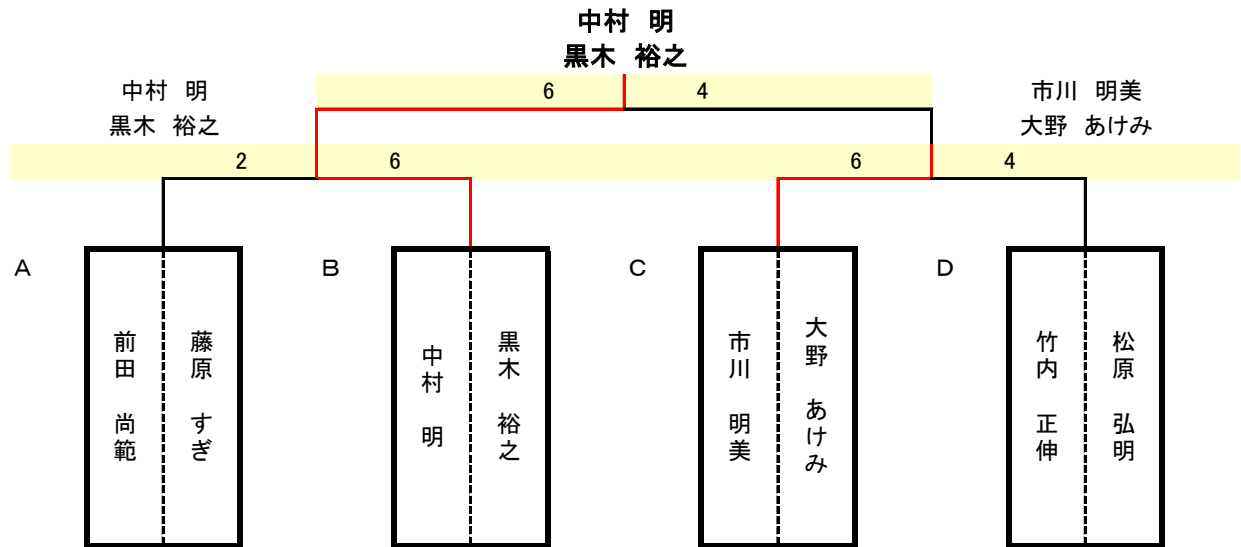 中村　明
黒木　裕之
6 4
中村　明
黒木　裕之
市川　明美
大野　あけみ
2 6 6 4
A
前田　尚範
藤原　すぎ
B
中村　明
黒木　裕之
C
市川　明美
大野　あけみ
D
竹内　正伸
松原　弘明